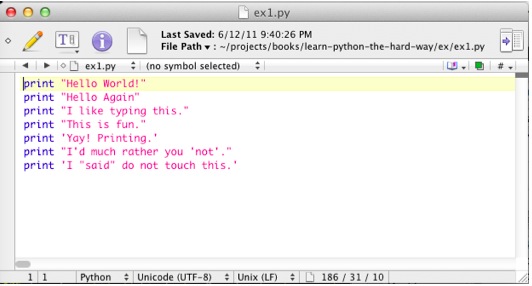 ex1.py
Last Saved: 6/12/11 9:40:26 PM
File Path ▾ : ~/projects/books/learn-python-the-hard-way/ex/ex1.py
ex1.py (no symbol selected) # 
print "Hello World!"
print "Hello Again"
print "I like typing this."
print "This is fun."
print 'Yay! Printing.'
print "I'd much rather you 'not'."
print 'I "said" do not touch this.'
1 1 Python Unicode (UTF-8) Unix (LF) 186 / 31 / 10